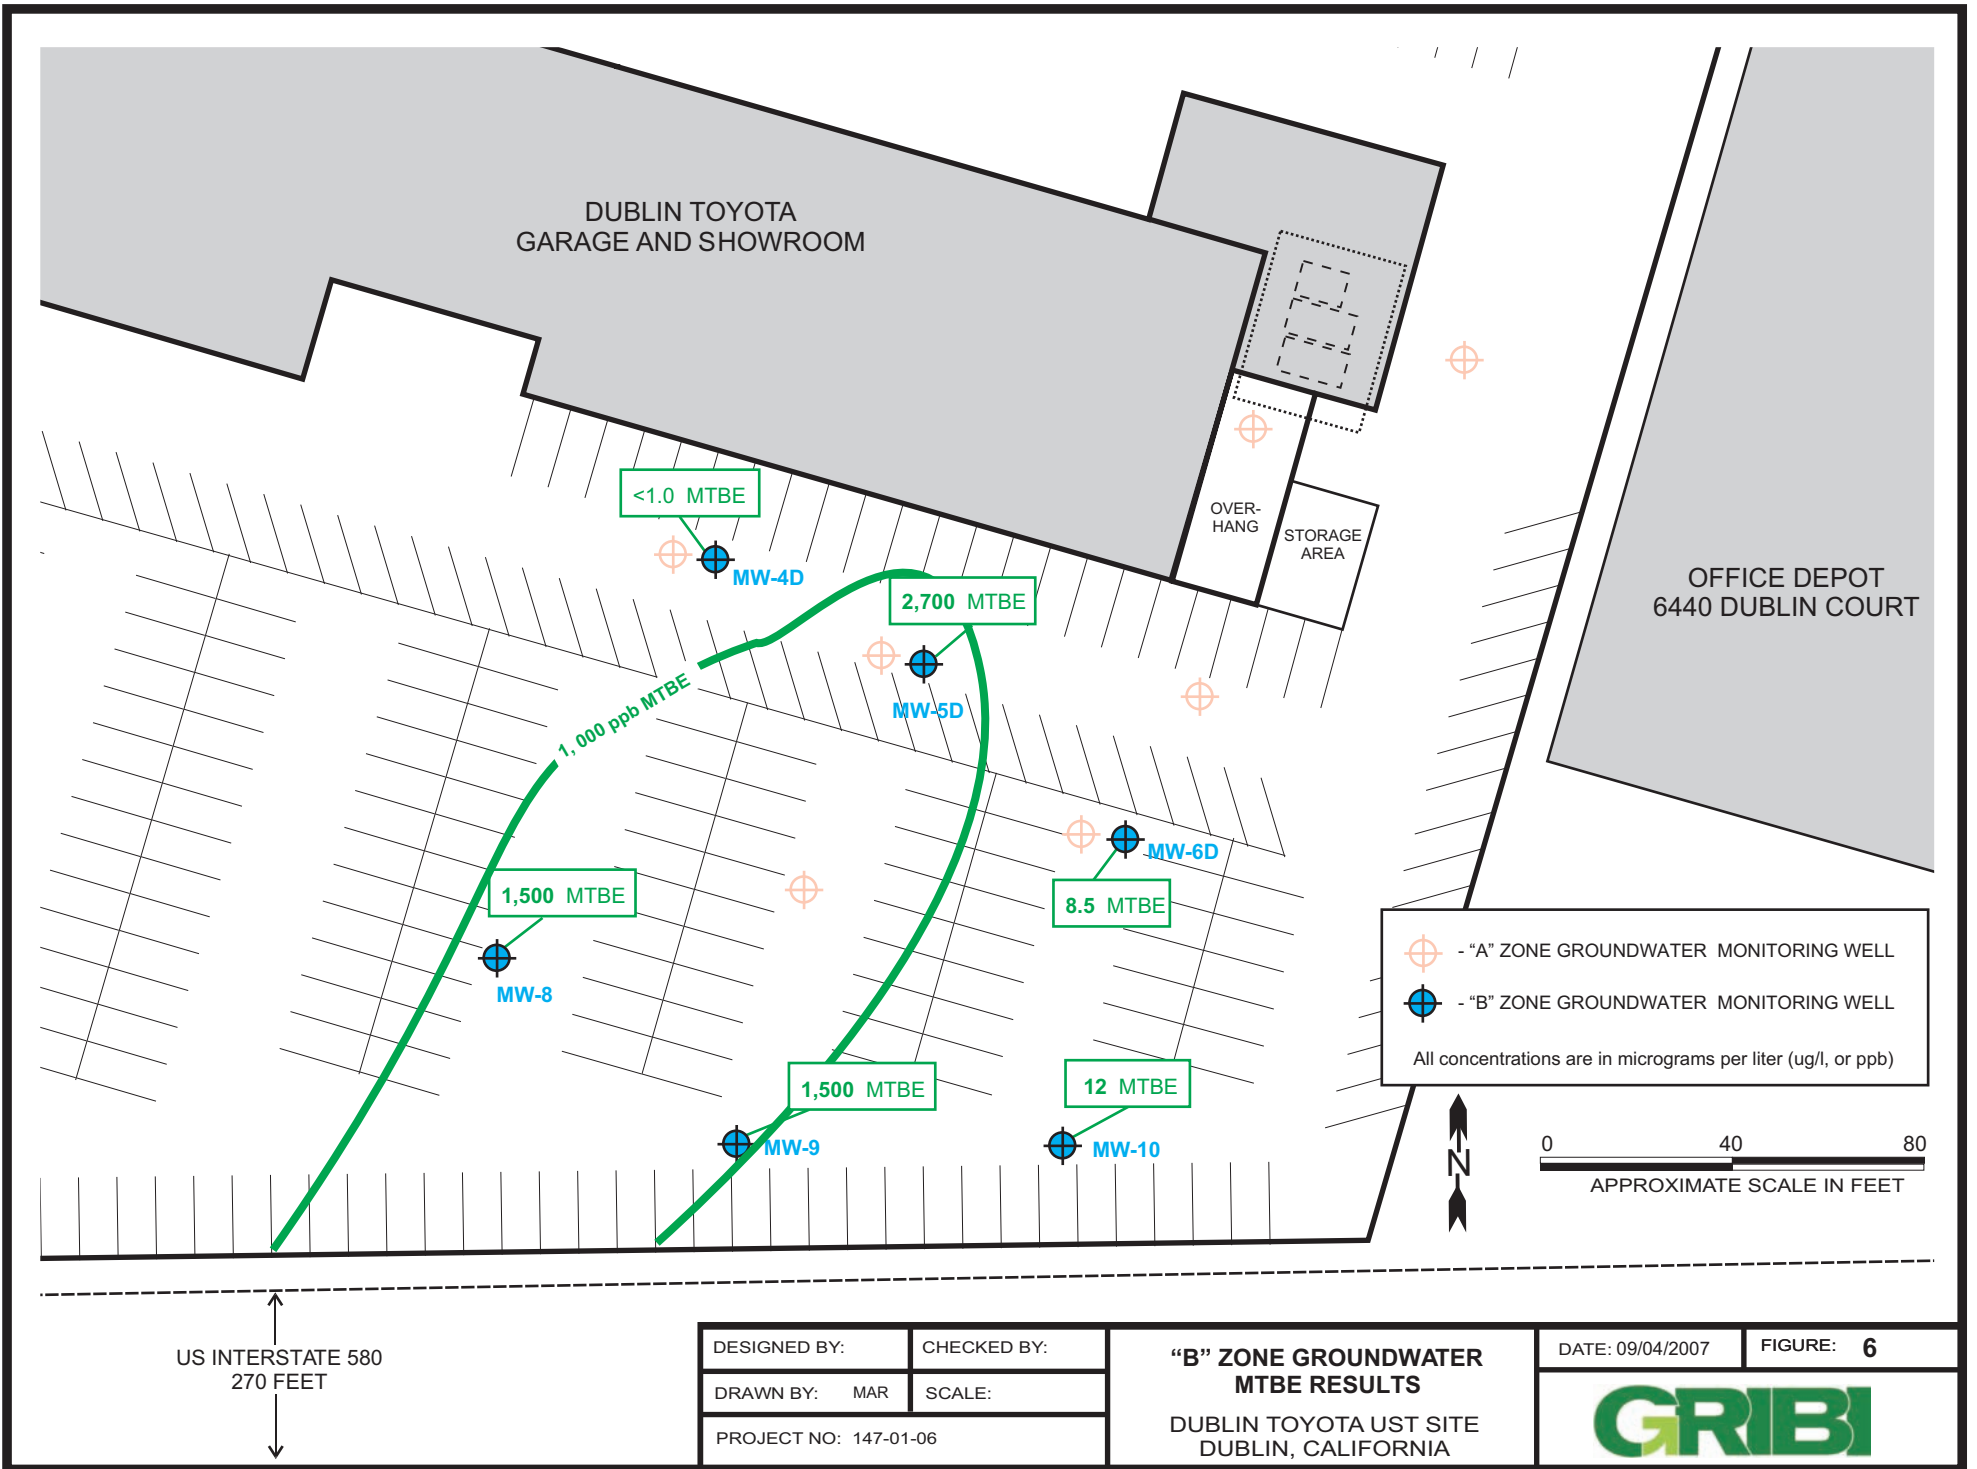 DUBLIN TOYOTA
GARAGE AND SHOWROOM
<1.0 MTBE
MW-4D
OVER-
HANG
STORAGE
AREA
OFFICE DEPOT
6440 DUBLIN COURT
2,700 MTBE
MW-5D
1, 000 ppb MTBE
MW-6D
8.5 MTBE
1,500 MTBE
MW-8
1,500 MTBE
MW-9
12 MTBE
MW-10
- “A” ZONE GROUNDWATER MONITORING WELL
- “B” ZONE GROUNDWATER MONITORING WELL
All concentrations are in micrograms per liter (ug/l, or ppb)
N
0 40 80
APPROXIMATE SCALE IN FEET
US INTERSTATE 580
270 FEET
DESIGNED BY:
CHECKED BY:
DRAWN BY: MAR
SCALE:
PROJECT NO: 147-01-06
“B” ZONE GROUNDWATER
MTBE RESULTS
DUBLIN TOYOTA UST SITE
DUBLIN, CALIFORNIA
DATE: 09/04/2007
FIGURE: 6
GRIBI